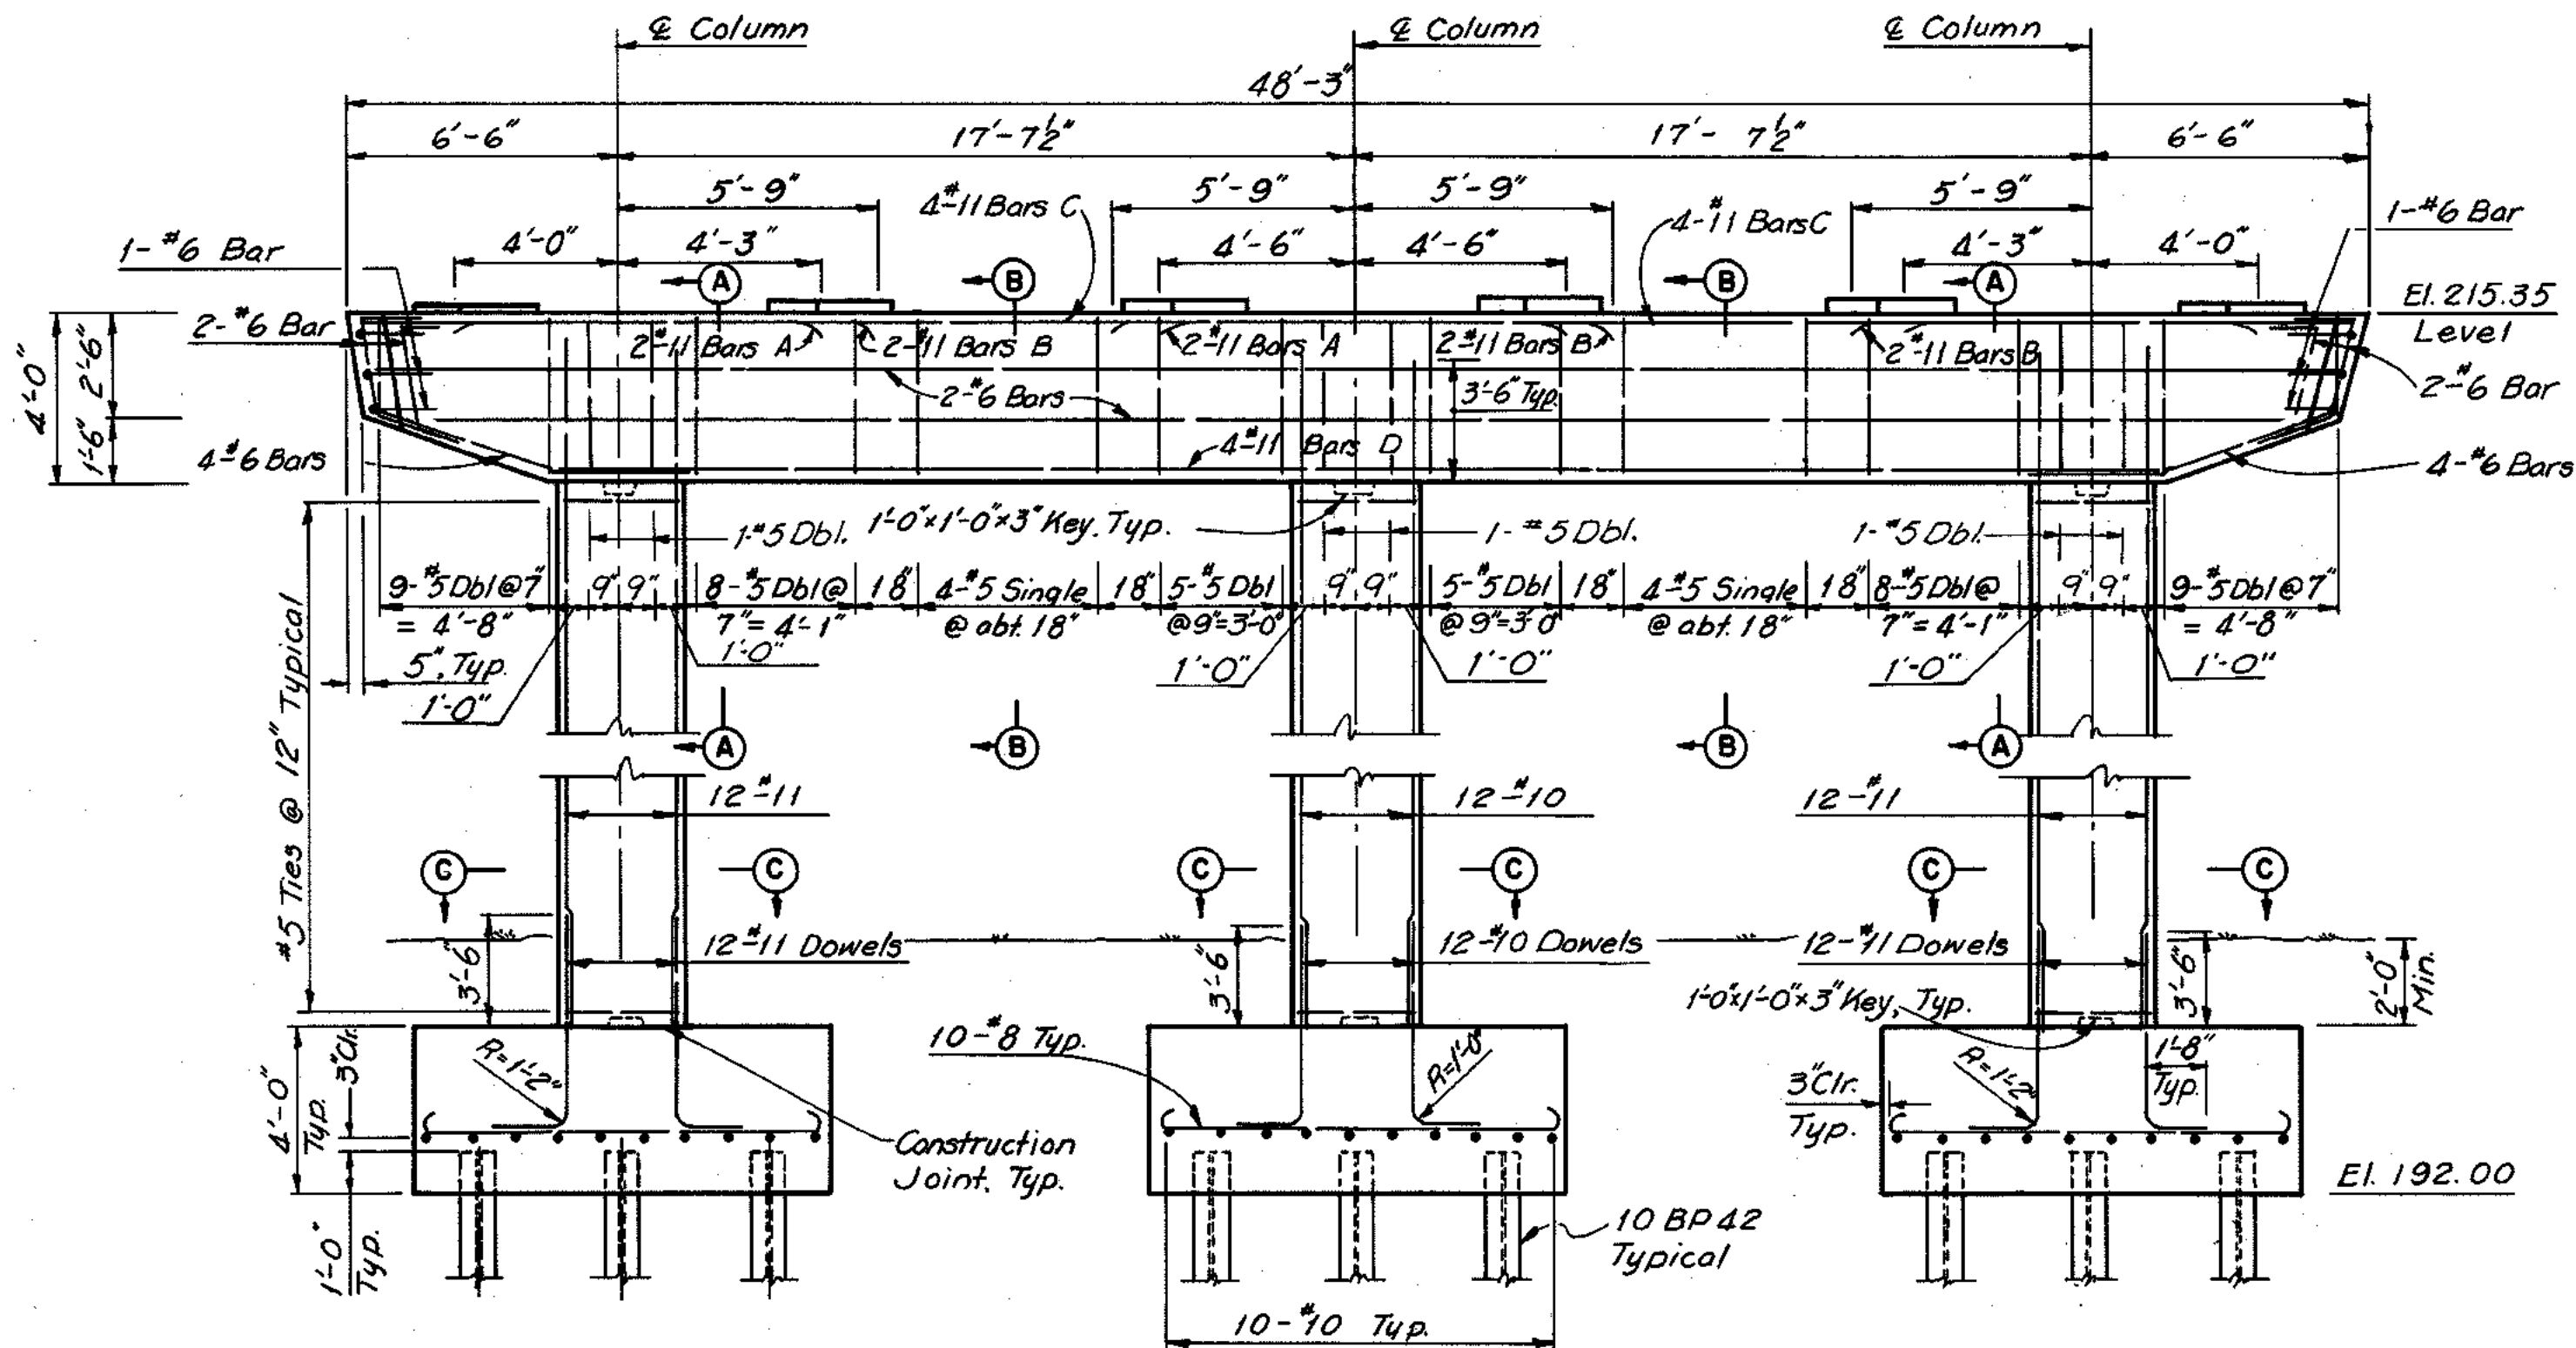 ℄ Column
℄ Column
℄ Column
48'-3"
6'-6"
17'-7½"
17'-7½"
6'-6"
5'-9"
4-#11 Bars C
5'-9"
5'-9"
4-#11 Bars C
5'-9"
1-#6 Bar
1-#6 Bar
4'-0"
4'-3"
4'-6"
4'-6"
4'-3"
4'-0"
A
B
B
A
El. 215.35
Level
2-#6 Bar
2-#11 Bars A
2-#11 Bars B
2-#11 Bars A
2-#11 Bars B
2-#11 Bars B
2-#6 Bar
4'-0"
2'-6"
1'-6"
2-#6 Bars
3'-6" Typ.
4-#11 Bars D
4-#6 Bars
4-#6 Bars
1-#5 Dbl.
1'-0"x1'-0"x3" Key, Typ.
1-#5 Dbl.
1-#5 Dbl.
9-#5 Dbl @ 7"
= 4'-8"
9"
9"
8-#5 Dbl @
7" = 4'-1"
18"
4-#5 Single
@ abt. 18"
18"
5-#5 Dbl
@ 9"=3'-0"
9"
9"
5-#5 Dbl
@ 9"=3'-0
18"
4-#5 Single
@ abt. 18"
18"
8-#5 Dbl @
7" = 4'-1"
9"
9"
9-#5 Dbl @ 7"
= 4'-8"
5", Typ.
1'-0"
1'-0"
1'-0"
1'-0"
1'-0"
1'-0"
#5 Ties @ 12" Typical
A
B
B
A
12-#11
12-#10
12-#11
C
C
C
C
C
C
3'-6"
12-#11 Dowels
3'-6"
12-#10 Dowels
12-#11 Dowels
3'-6"
2'-0"
Min.
1'-0"x1'-0"x3" Key, Typ.
4'-0"
Typ.
3" Clr.
R=1'-2"
10-#8 Typ.
R=1'-0"
3" Clr.
Typ.
R=1'-2"
1'-8"
Typ.
Construction
Joint, Typ.
El. 192.00
1'-0"
Typ.
10 BP 42
Typical
10-#10 Typ.